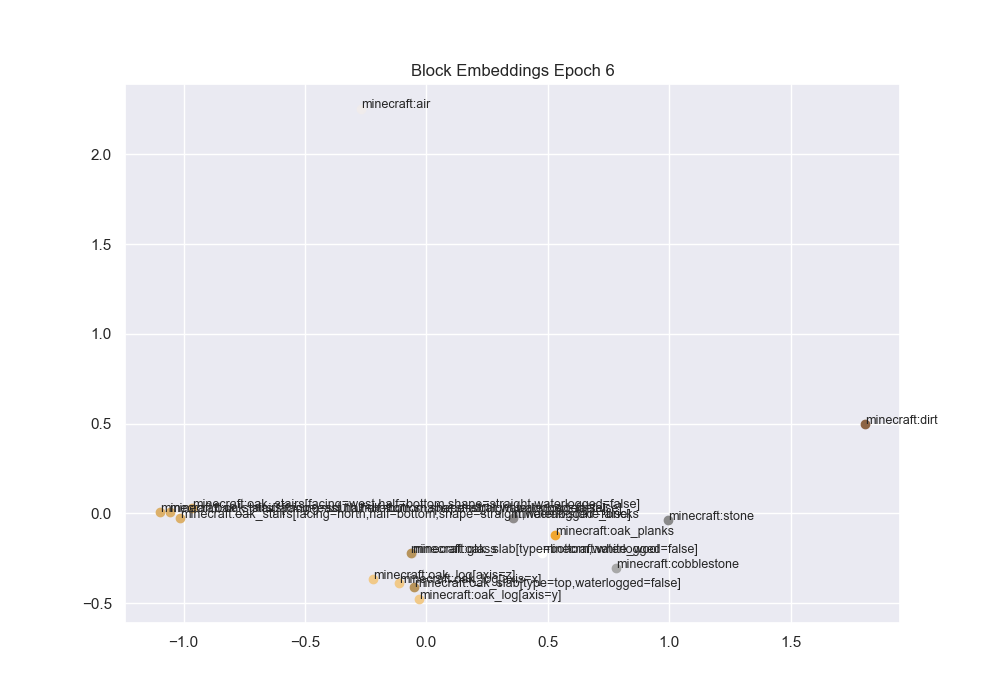 Block Embeddings Epoch 6
minecraft:air
2.0
1.5
1.0
0.5
minecraft:dirt
minecraft:oak_stairs[facing=west,half=bottom,shape=straight,waterlogged=false]
0.0
minecraft:oak_stairs[facing=north,half=bottom,shape=straight,waterlogged=false]
minecraft:stone
minecraft:oak_planks
minecraft:cobblestone
minecraft:oak_log[axis=z]
minecraft:oak_log[axis=x]
minecraft:oak_slab[type=top,waterlogged=false]
minecraft:oak_log[axis=y]
−0.5
−1.0 −0.5 0.0 0.5 1.0 1.5